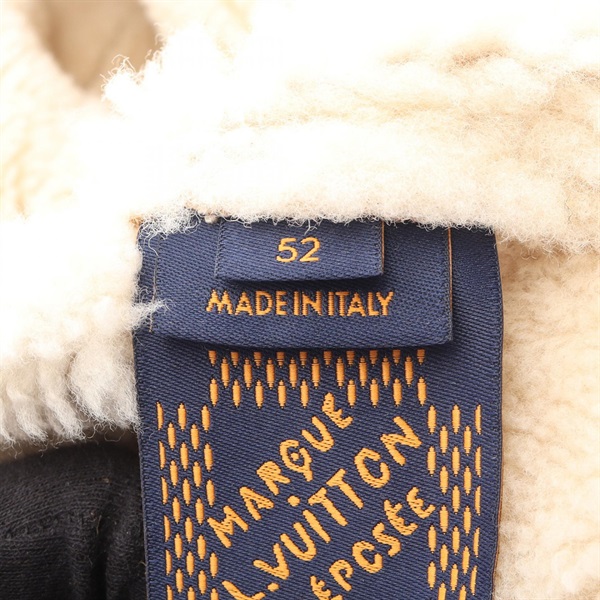 52
MADE IN ITALY
MARQUE
L.VUITTON
DÉPOSÉE